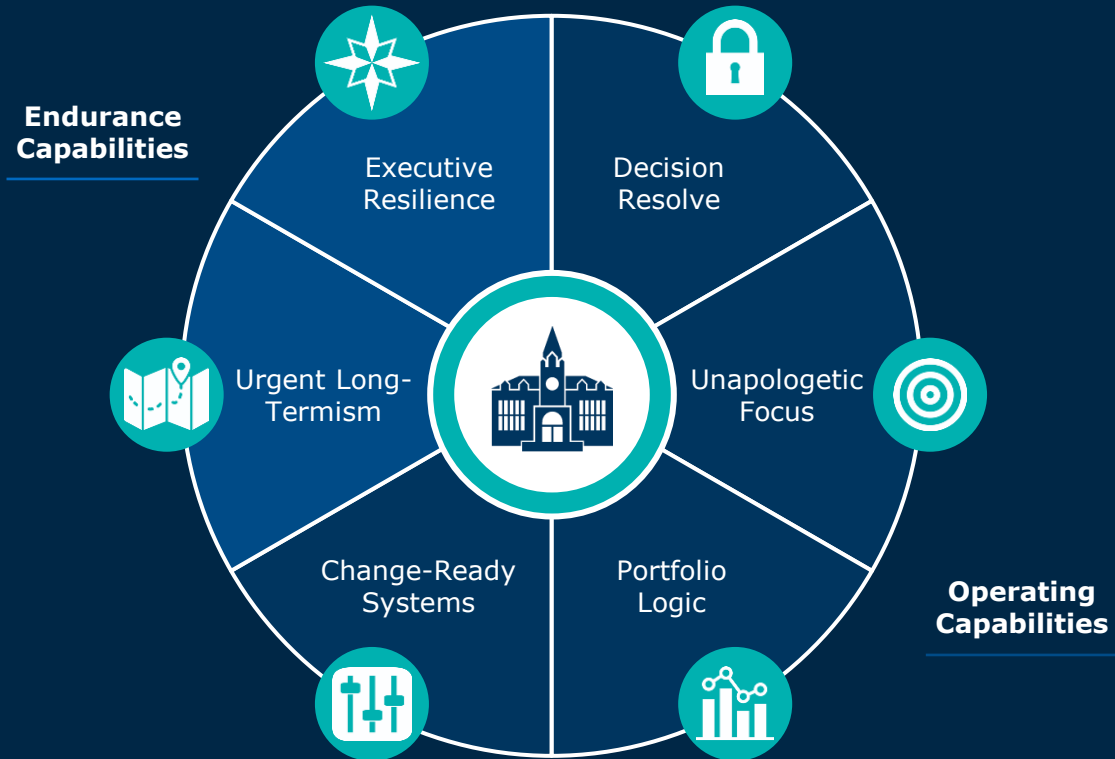 Endurance
Capabilities
Executive
Resilience
Decision
Resolve
Urgent Long-
Termism
Unapologetic
Focus
Change-Ready
Systems
Portfolio
Logic
Operating
Capabilities